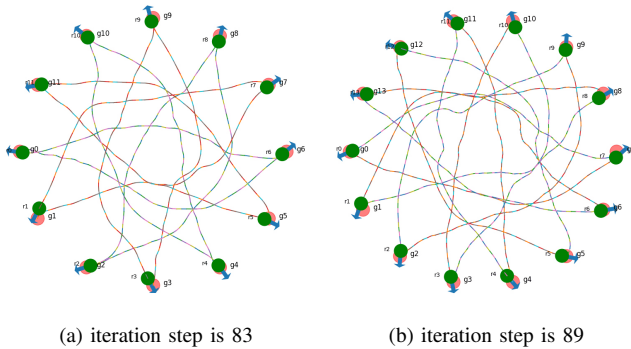 g9
r9
g8
r8
r10
g10
g11
g7
r7
g0
g6
r6
r1
g1
g5
r2
g2
r3
g3
r4
g4
g11
g10
g12
g9
r9
g13
g8
r8
r0
g0
r7
r1
g1
r6
g6
r2
g2
r5
g5
r3
g3
r4
g4
(a) iteration step is 83
(b) iteration step is 89